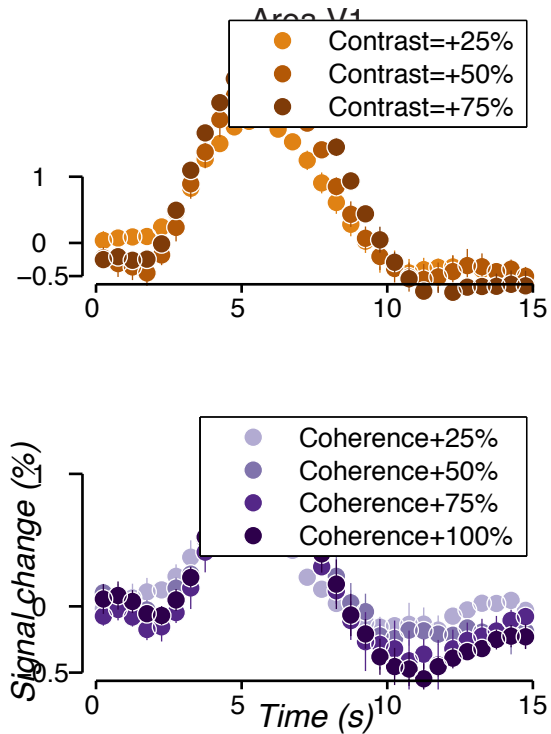 Area V1
Contrast=+25%
Contrast=+50%
Contrast=+75%
1
0
−0.5
0
5
10
15
Coherence+25%
Coherence+50%
Coherence+75%
Coherence+100%
Signal change (%)
1
0
0.5
0
5
10
15
Time (s)